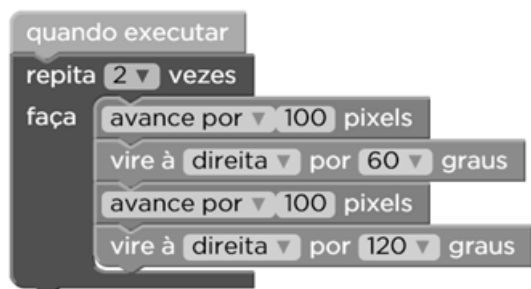 quando executar
repita 2 vezes
faça avance por 100 pixels
vire à direita por 60 graus
avance por 100 pixels
vire à direita por 120 graus